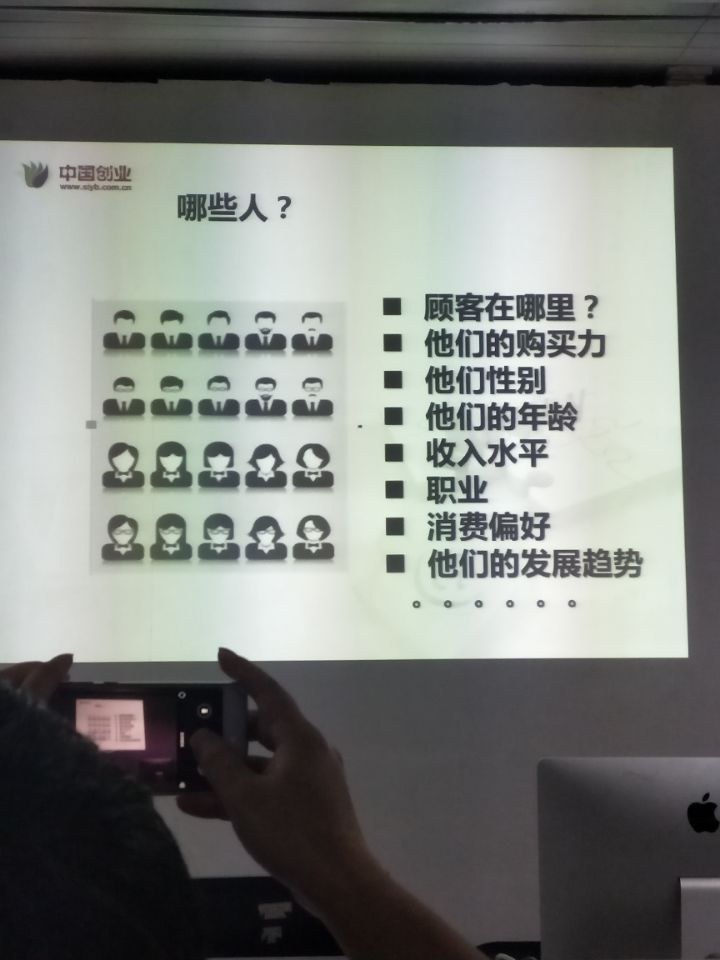 中国创业
www.siyb.com.cn
哪些人？
■ 顾客在哪里？
■ 他们的购买力
■ 他们性别
■ 他们的年龄
■ 收入水平
■ 职业
■ 消费偏好
■ 他们的发展趋势
。。。。。。